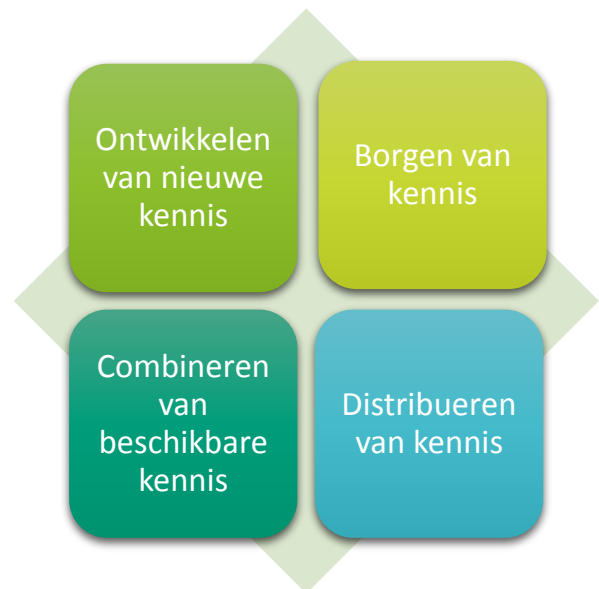 Ontwikkelen
van nieuwe
kennis
Borgen van
kennis
Combineren
van
beschikbare
kennis
Distribueren
van kennis